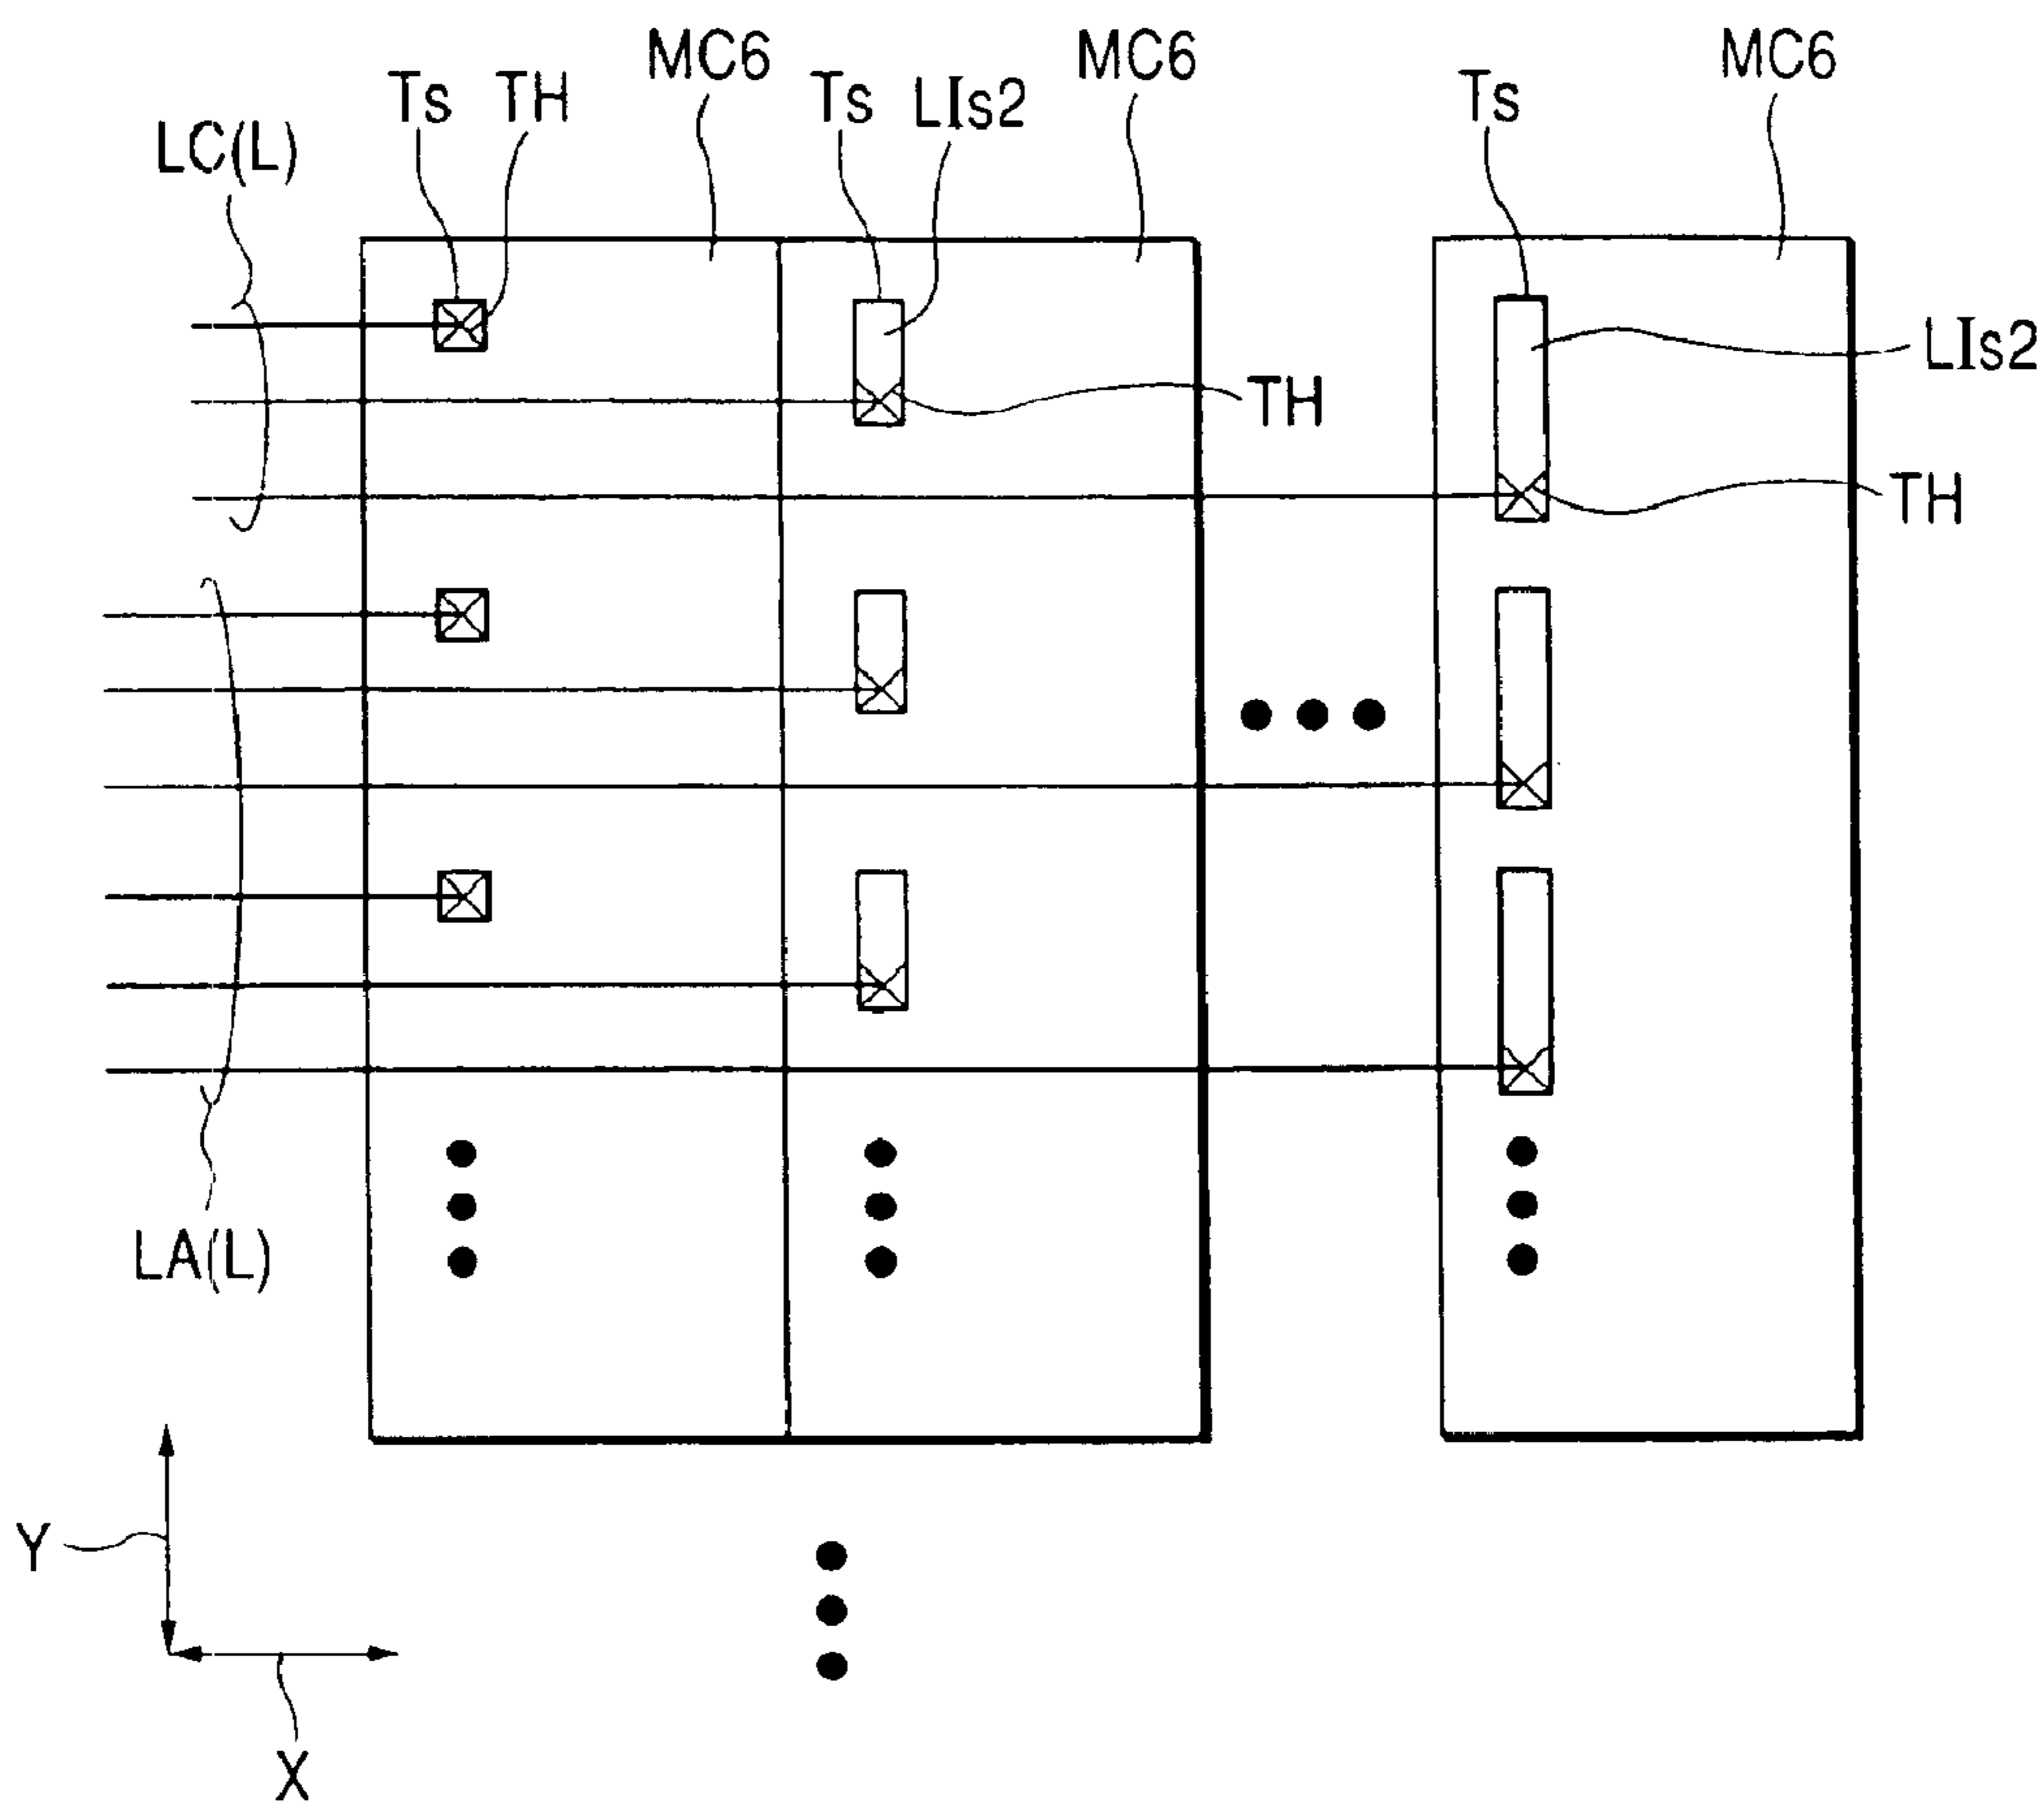 MC6 MC6 MC6
Ts TH Ts LIs2 Ts
LC(L)
LIs2
TH
TH
LA(L)
Y
X